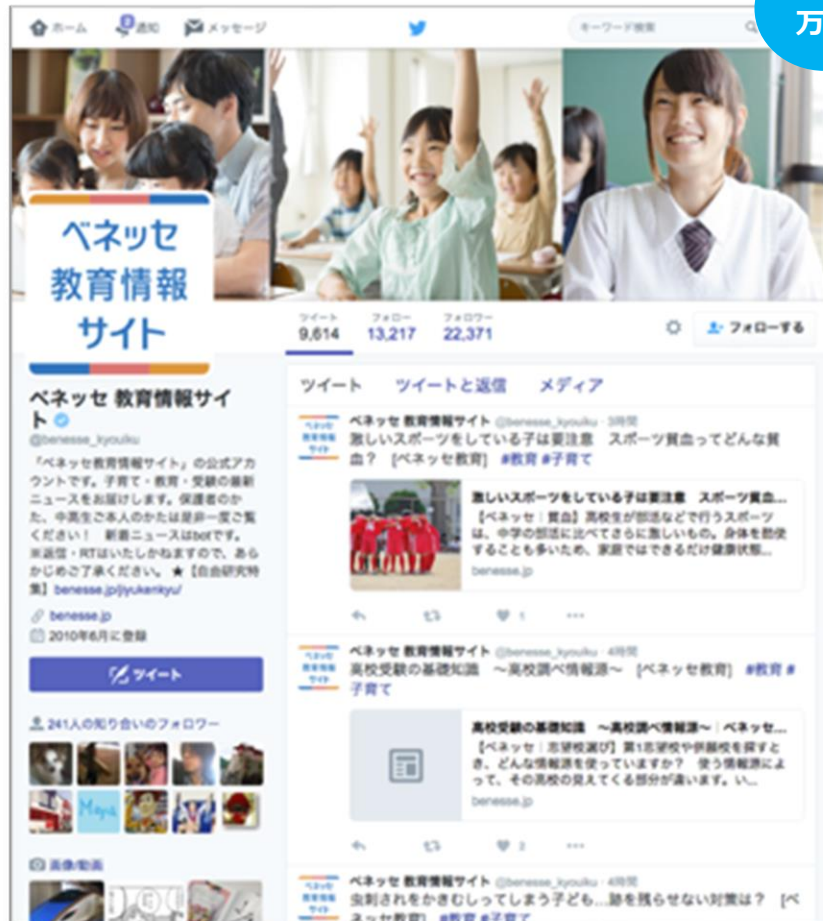 ホーム
2
通知
メッセージ
キーワード検索
万
ベネッセ
教育情報
サイト
ツイート
9,614
フォロー
13,217
フォロワー
22,371
フォローする
ベネッセ 教育情報サイ
ト
@benesse_kyouiku
「ベネッセ教育情報サイト」の公式アカ
ウントです。子育て・教育・受験の最新
ニュースをお届けします。保護者のか
た、中高生ご本人のかたは是非一度ご覧
ください！ 新着ニュースはbotです。
※返信・RTはいたしかねますので、あら
かじめご了承ください。★【自由研究特
集】benesse.jp/jiyukenkyu/
benesse.jp
2010年6月に登録
ツイート
241人の知り合いのフォロワー
Maya
画像/動画
ツイート
ツイートと返信
メディア
ベネッセ 教育情報サイト @benesse_kyouiku · 3時間
激しいスポーツをしている子は要注意 スポーツ貧血ってどんな貧
血？ [ベネッセ教育] #教育 #子育て
激しいスポーツをしている子は要注意 スポーツ貧血...
【ベネッセ｜貧血】高校生が部活などで行うスポーツ
は、中学の部活に比べてさらに激しいもの。身体を酷使
することも多いため、家庭ではできるだけ健康状態...
benesse.jp
1
ベネッセ 教育情報サイト @benesse_kyouiku · 4時間
高校受験の基礎知識 ～高校調べ情報源～ [ベネッセ教育] #教育 #
子育て
高校受験の基礎知識 ～高校調べ情報源～｜ベネッセ...
【ベネッセ｜志望校選び】第1志望校や併願校を探すと
き、どんな情報源を使っていますか？ 使う情報源によ
って、その高校の見えてくる部分が違います。い...
benesse.jp
2
ベネッセ 教育情報サイト @benesse_kyouiku · 4時間
虫刺されをかきむしってしまう子ども...跡を残らせない対策は？ [ベ
ネッセ教育] #教育 #子育て